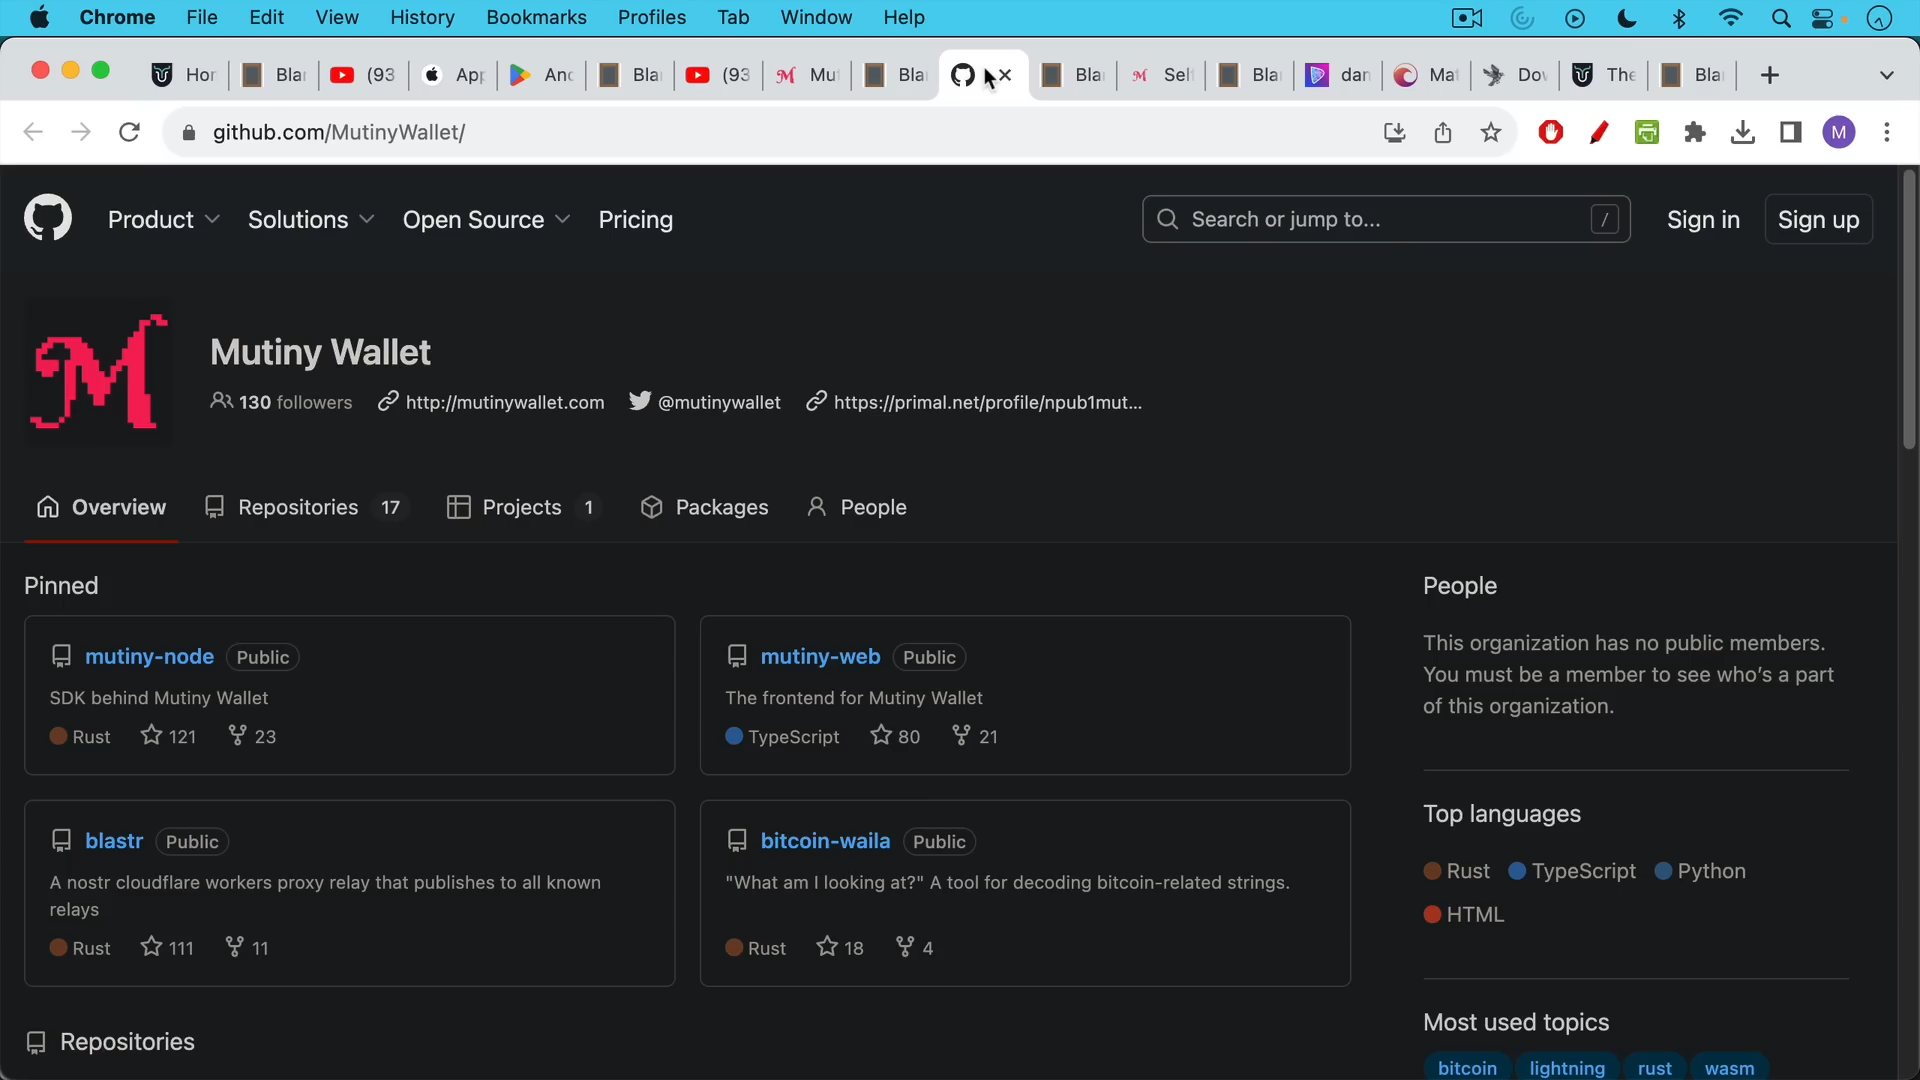 Chrome File Edit View History Bookmarks Profiles Tab Window Help
Hor Bla (93 App Anc Bla (93 Mu Bla Bla Self Bla dan Mat Dov The Bla
github.com/MutinyWallet/
M
Product Solutions Open Source Pricing
Search or jump to... /
Sign in Sign up
Mutiny Wallet
130 followers http://mutinywallet.com @mutinywallet https://primal.net/profile/npub1mut...
Overview Repositories 17 Projects 1 Packages People
Pinned
mutiny-node Public
SDK behind Mutiny Wallet
Rust 121 23
mutiny-web Public
The frontend for Mutiny Wallet
TypeScript 80 21
blastr Public
A nostr cloudflare workers proxy relay that publishes to all known
relays
Rust 111 11
bitcoin-waila Public
"What am I looking at?" A tool for decoding bitcoin-related strings.
Rust 18 4
Repositories
People
This organization has no public members.
You must be a member to see who's a part
of this organization.
Top languages
Rust TypeScript Python
HTML
Most used topics
bitcoin lightning rust wasm